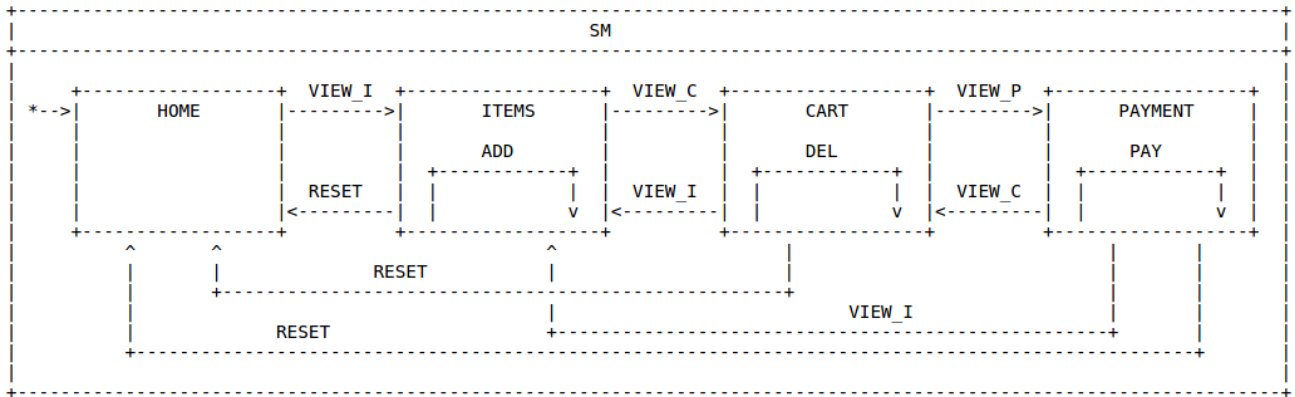 SM
VIEW_I VIEW_C VIEW_P
HOME ITEMS CART PAYMENT
ADD DEL PAY
RESET VIEW_I VIEW_C
RESET
VIEW_I
RESET